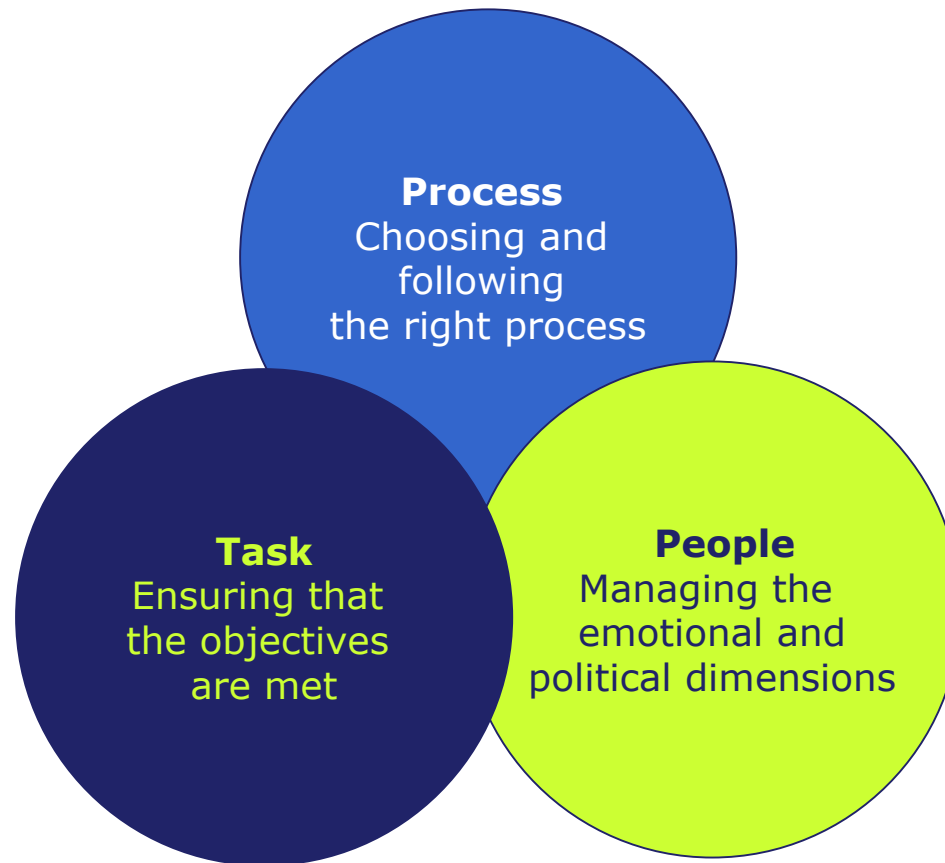 Process
Choosing and
following
the right process
Task
Ensuring that
the objectives
are met
People
Managing the
emotional and
political dimensions